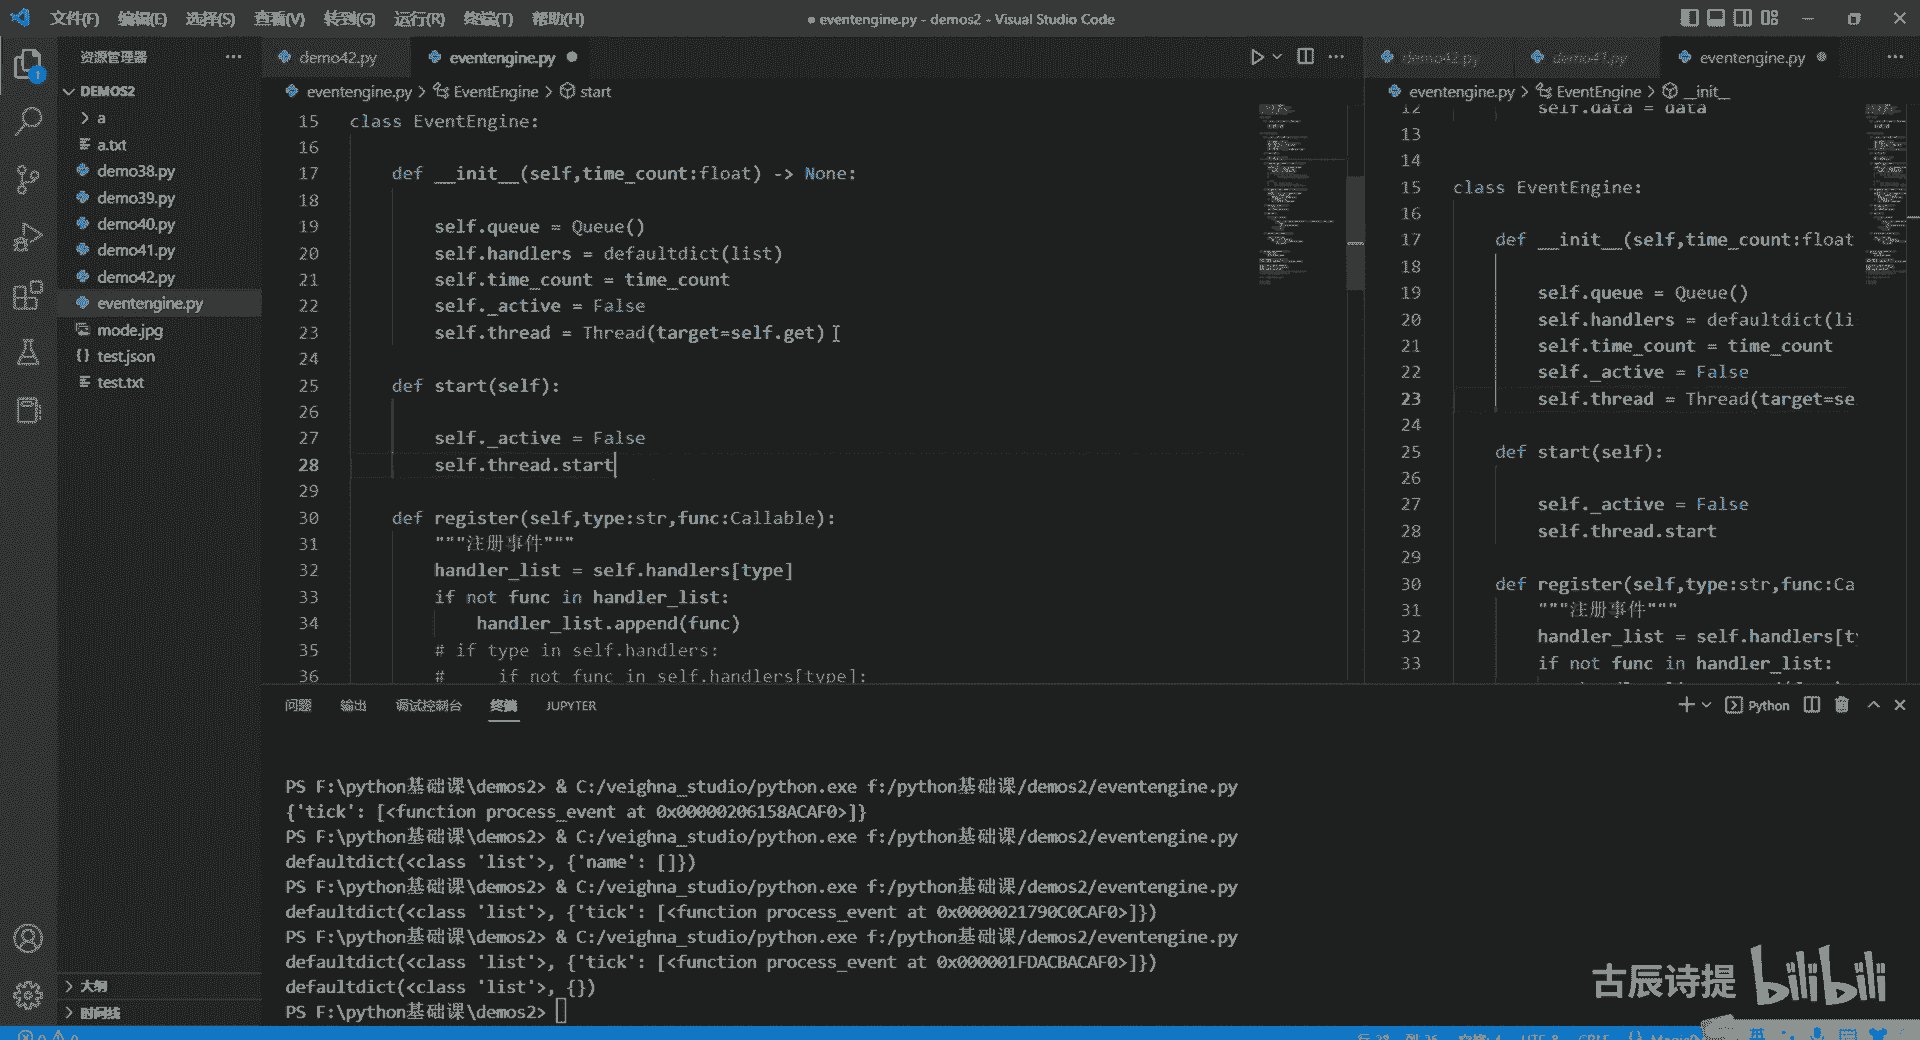 文件(F) 编辑(E) 选择(S) 查看(V) 转到(G) 运行(R) 终端(T) 帮助(H)
● eventengine.py - demos2 - Visual Studio Code
资源管理器
DEMOS2
a
a.txt
demo38.py
demo39.py
demo40.py
demo41.py
demo42.py
eventengine.py
mode.jpg
test.json
test.txt
大纲
时间线
1
demo42.py
eventengine.py
eventengine.py > EventEngine > start
15 class EventEngine:
16
17 def __init__(self,time_count:float) -> None:
18
19 self.queue = Queue()
20 self.handlers = defaultdict(list)
21 self.time_count = time_count
22 self._active = False
23 self.thread = Thread(target=self.get)
24
25 def start(self):
26
27 self._active = False
28 self.thread.start
29
30 def register(self,type:str,func:Callable):
31 """注册事件"""
32 handler_list = self.handlers[type]
33 if not func in handler_list:
34 handler_list.append(func)
35 # if type in self.handlers:
36 # if not func in self.handlers[type]:
demo42.py
demo41.py
eventengine.py
eventengine.py > EventEngine > __init__
12 self.data = data
13
14
15 class EventEngine:
16
17 def __init__(self,time_count:float
18
19 self.queue = Queue()
20 self.handlers = defaultdict(li
21 self.time_count = time_count
22 self._active = False
23 self.thread = Thread(target=se
24
25 def start(self):
26
27 self._active = False
28 self.thread.start
29
30 def register(self,type:str,func:Ca
31 """注册事件"""
32 handler_list = self.handlers[ty
33 if not func in handler_list:
问题 输出 调试控制台 终端 JUPYTER
Python
PS F:\python基础课\demos2> & C:/veighna_studio/python.exe f:/python基础课/demos2/eventengine.py
{'tick': [<function process_event at 0x00000206158ACAF0>]}
PS F:\python基础课\demos2> & C:/veighna_studio/python.exe f:/python基础课/demos2/eventengine.py
defaultdict(<class 'list'>, {'name': []})
PS F:\python基础课\demos2> & C:/veighna_studio/python.exe f:/python基础课/demos2/eventengine.py
defaultdict(<class 'list'>, {'tick': [<function process_event at 0x0000021790C0CAF0>]})
PS F:\python基础课\demos2> & C:/veighna_studio/python.exe f:/python基础课/demos2/eventengine.py
defaultdict(<class 'list'>, {'tick': [<function process_event at 0x000001FDACBACAF0>]})
defaultdict(<class 'list'>, {})
PS F:\python基础课\demos2>
古辰诗提 bilibili